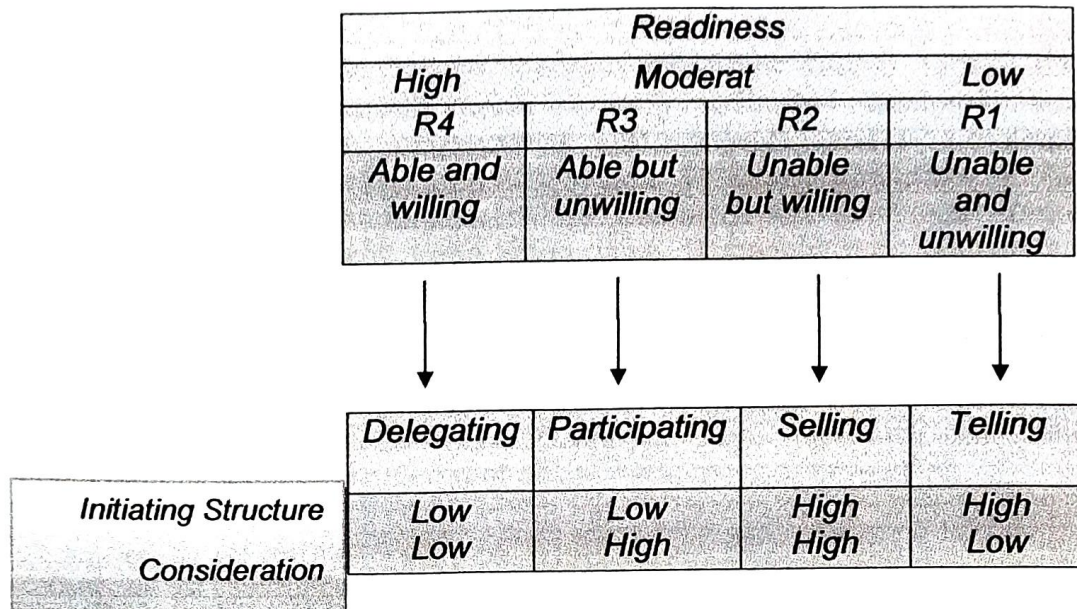 Readiness
High Moderat Low
R4 R3 R2 R1
Able and Able but Unable Unable
willing unwilling but willing and
unwilling
Delegating Participating Selling Telling
Initiating Structure Low Low High High
Consideration Low High High Low